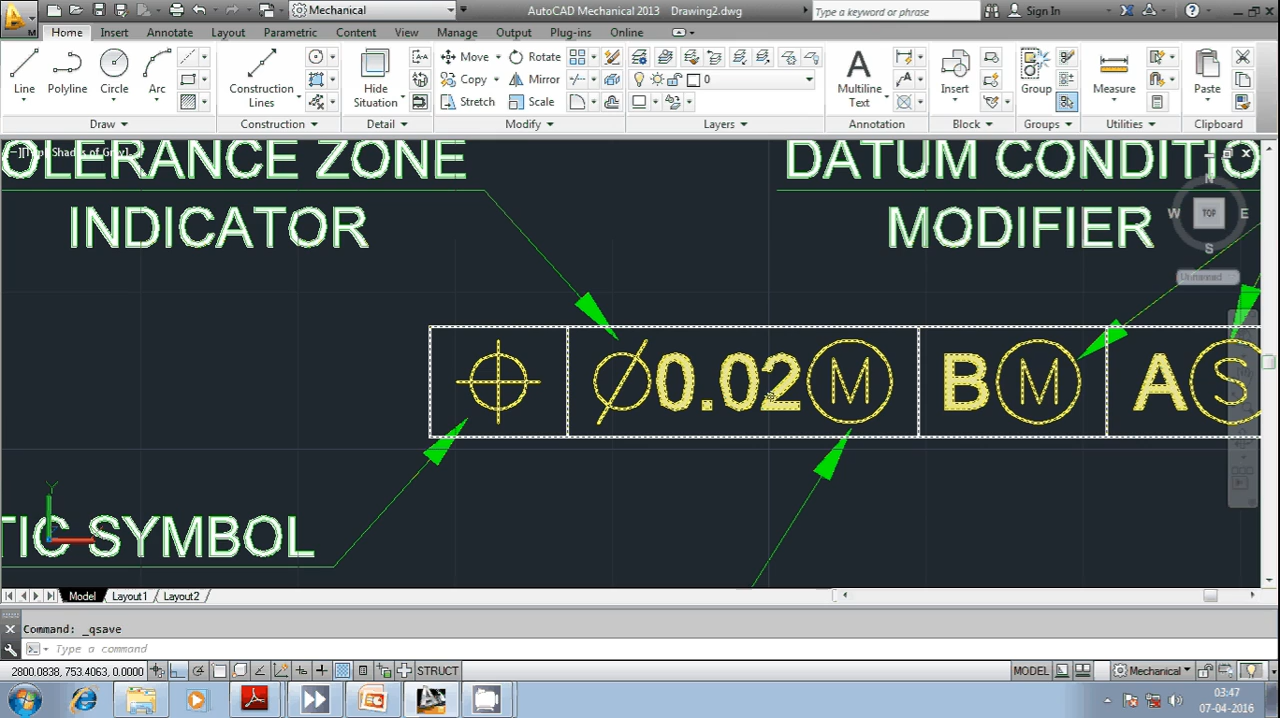 Mechanical
AutoCAD Mechanical 2013 Drawing2.dwg
Type a keyword or phrase
Sign In
M
Home Insert Annotate Layout Parametric Content View Manage Output Plug-ins Online
Line Polyline Circle Arc
Construction Lines
Hide Situation
Move Rotate
Copy Mirror
Stretch Scale
0
Multiline Text
Insert
Group
Measure
Paste
Draw Construction Detail Modify Layers Annotation Block Groups Utilities Clipboard
OLERANCE ZONE
INDICATOR
DATUM CONDITIO
MODIFIER
N
W TOP E
S
Unnamed
⌖ ⌀0.02 Ⓜ B Ⓜ A Ⓢ
Y
TIC SYMBOL
Model Layout1 Layout2
Command: _qsave
Type a command
2800.0838, 753.4063, 0.0000
STRUCT
MODEL
Mechanical
03:47
07-04-2016